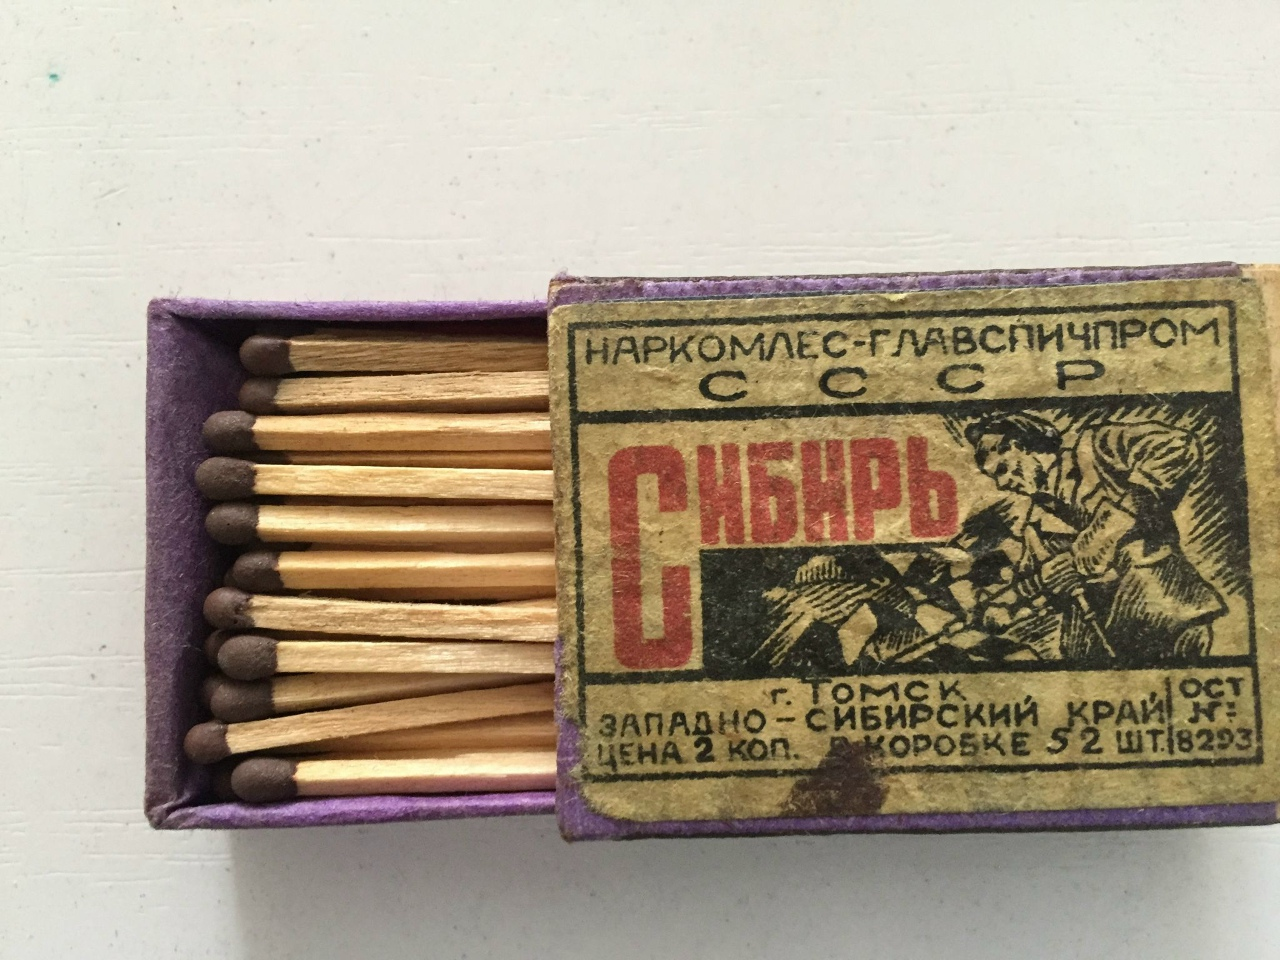 НАРКОМЛЕС-ГЛАВСПИЧПРОМ
СССР
СИБИРЬ
г. ТОМСК
ЗАПАДНО-СИБИРСКИЙ КРАЙ
ЦЕНА 2 КОП. В КОРОБКЕ 52 ШТ.
ОСТ
№:
8293